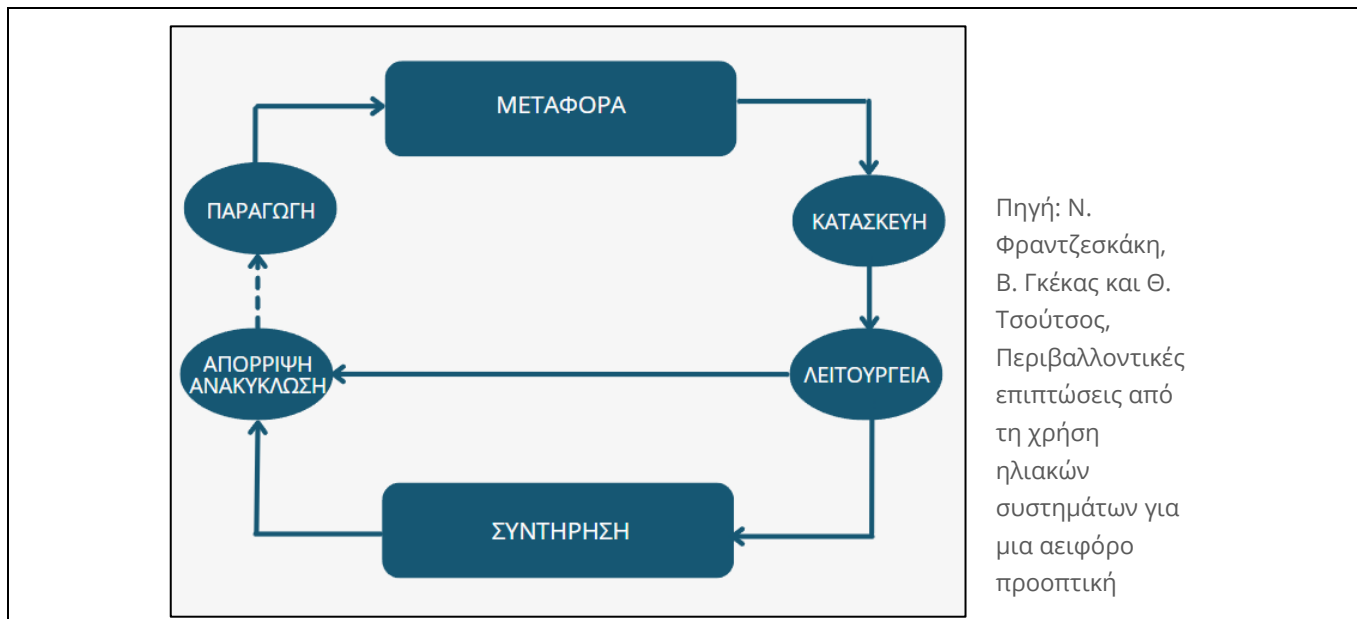 ΜΕΤΑΦΟΡΑ
ΠΑΡΑΓΩΓΗ
ΚΑΤΑΣΚΕΥΗ
ΑΠΟΡΡΙΨΗ
ΑΝΑΚΥΚΛΩΣΗ
ΛΕΙΤΟΥΡΓΕΙΑ
ΣΥΝΤΗΡΗΣΗ
Πηγή: Ν.
Φραντζεσκάκη,
Β. Γκέκας και Θ.
Τσούτσος,
Περιβαλλοντικές
επιπτώσεις από
τη χρήση
ηλιακών
συστημάτων για
μια αειφόρο
προοπτική